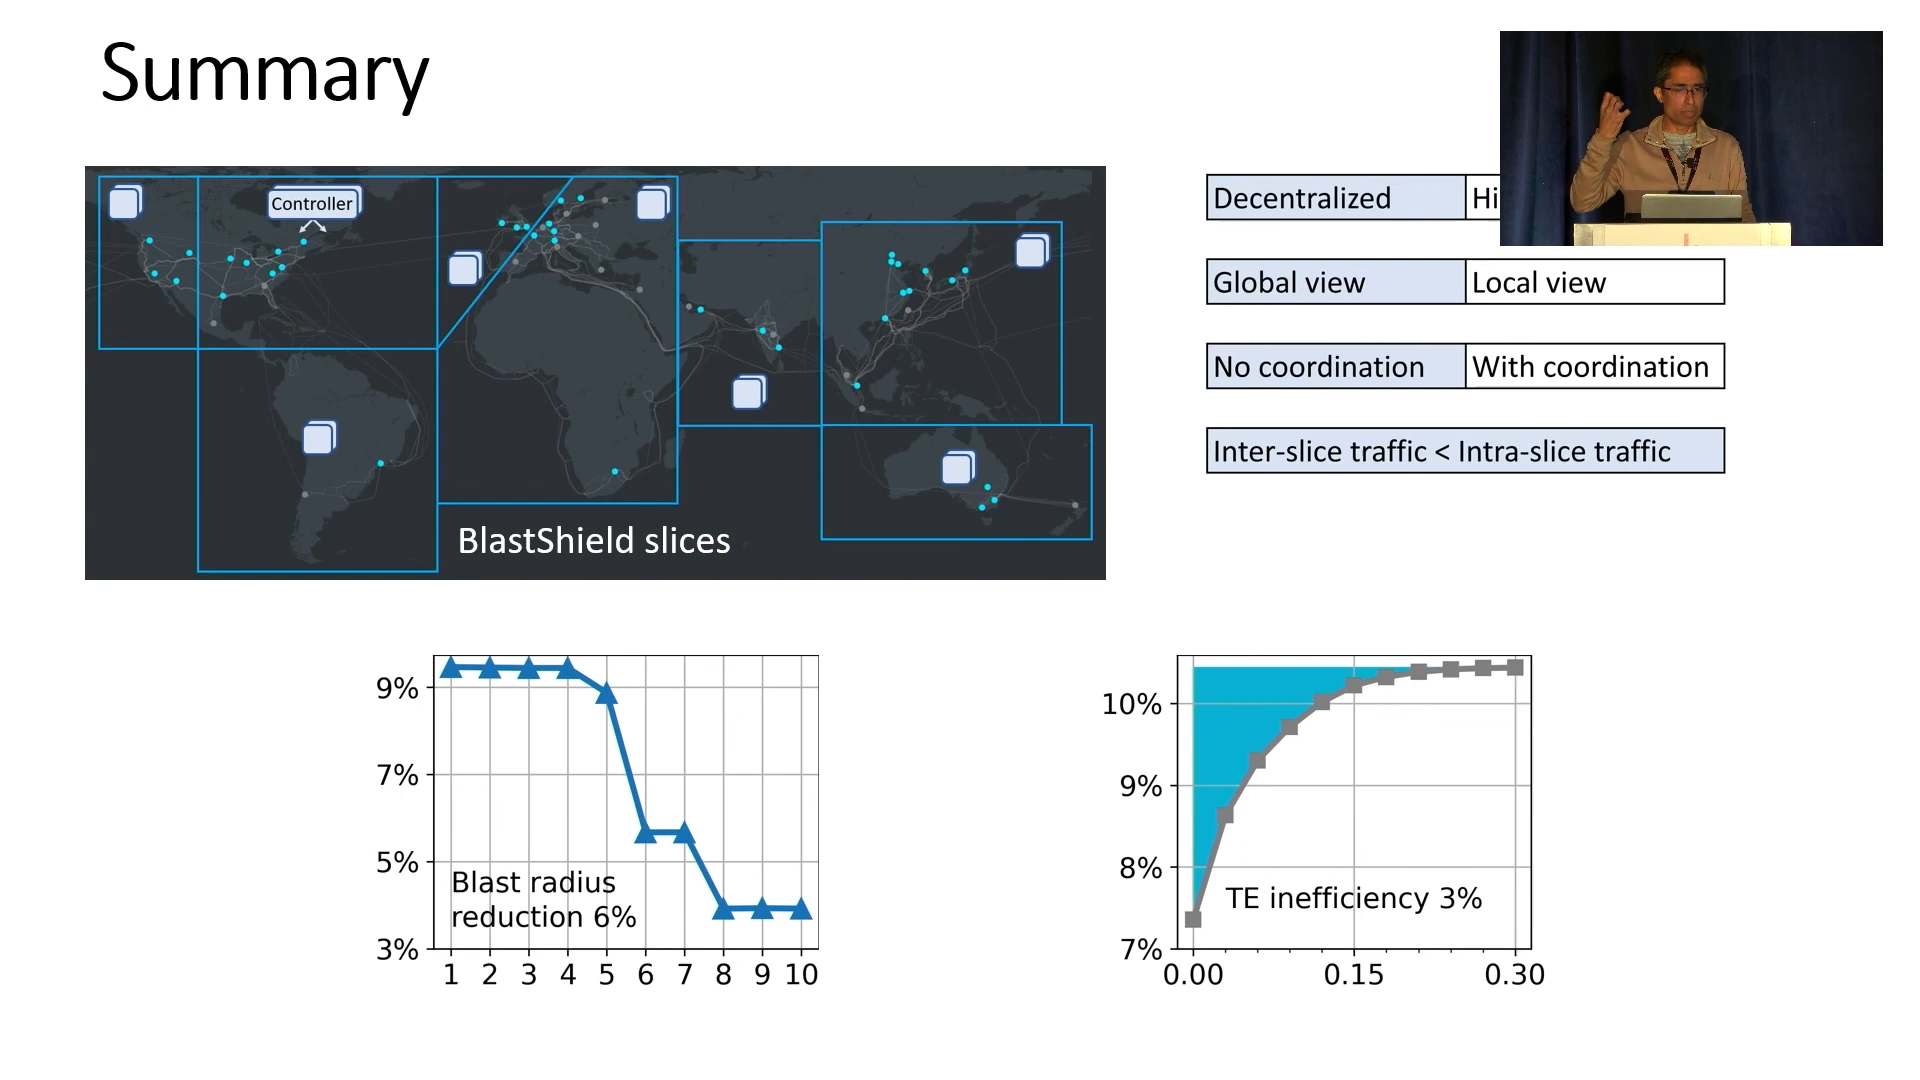 Summary
Controller
BlastShield slices
Decentralized
Global view Local view
No coordination With coordination
Inter-slice traffic < Intra-slice traffic
9%
7%
5%
3%
Blast radius
reduction 6%
1 2 3 4 5 6 7 8 9 10
10%
9%
8%
7%
TE inefficiency 3%
0.00 0.15 0.30